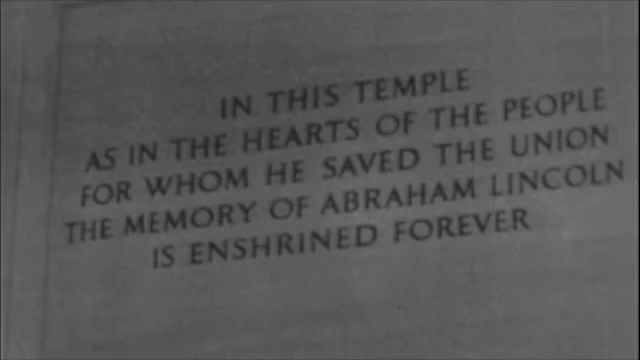 IN THIS TEMPLE
AS IN THE HEARTS OF THE PEOPLE
FOR WHOM HE SAVED THE UNION
THE MEMORY OF ABRAHAM LINCOLN
IS ENSHRINED FOREVER